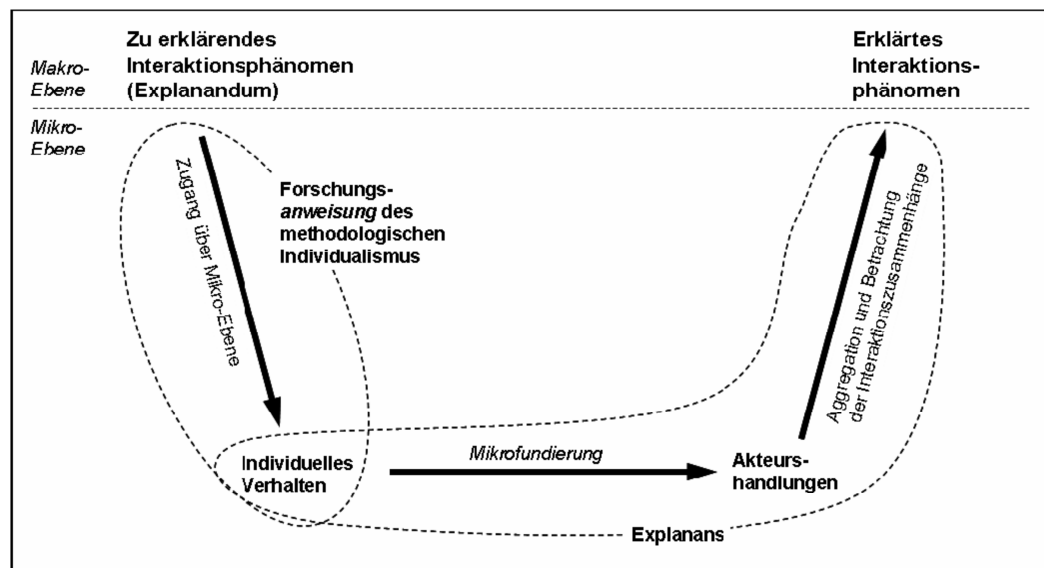 Zu erklärendes
Interaktionsphänomen
(Explanandum)
Erklärtes
Interaktions-
phänomen
Makro-
Ebene
Mikro-
Ebene
Zugang über Mikro-Ebene
Forschungs-
anweisung des
methodologischen
Individualismus
Aggregation und Betrachtung
der Interaktionszusammenhänge
Individuelles
Verhalten
Mikrofundierung
Akteurs-
handlungen
Explanans